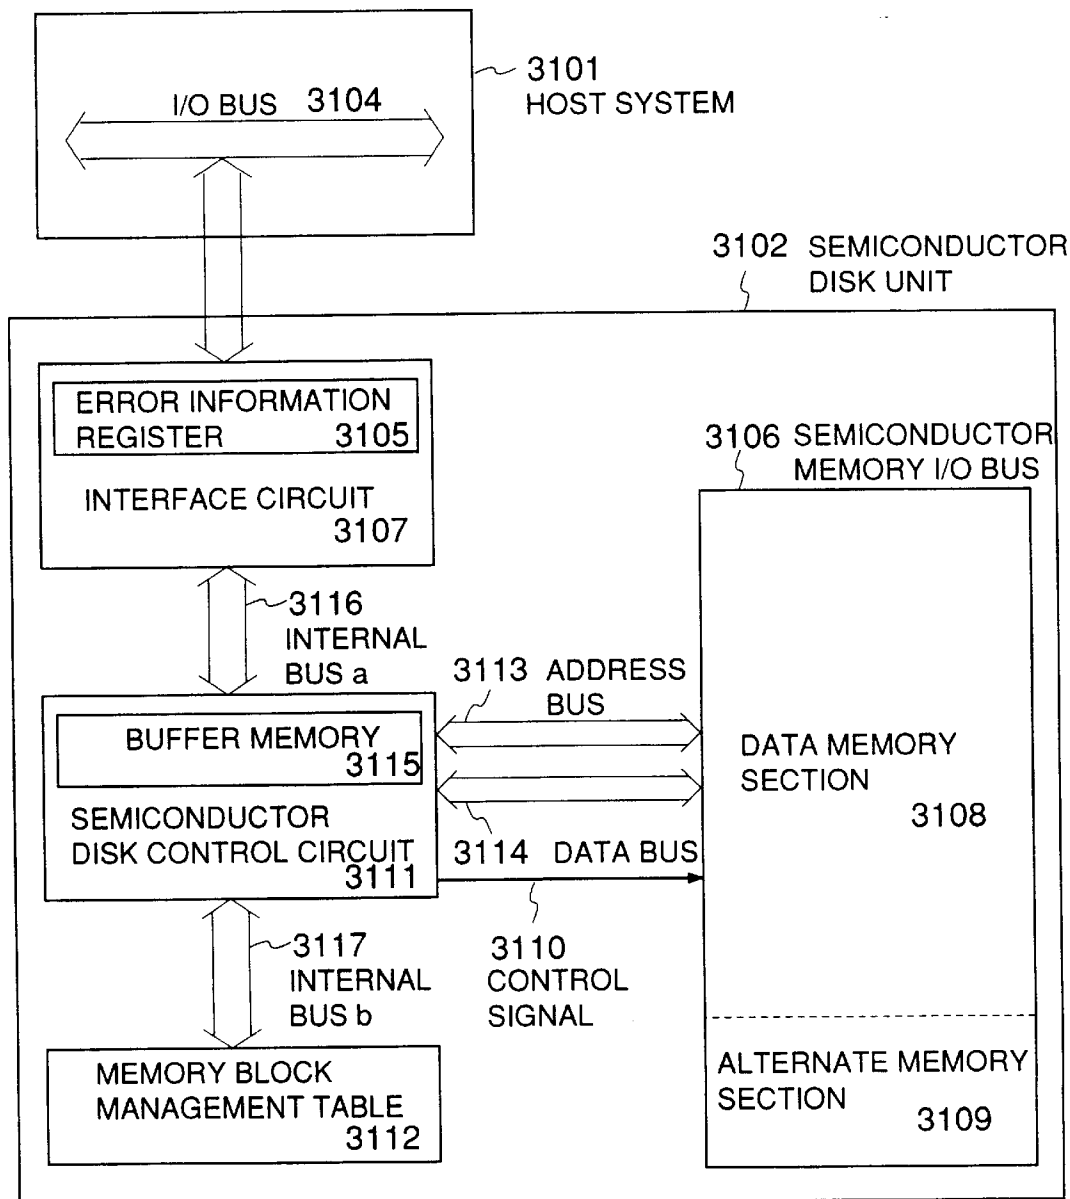 3101
HOST SYSTEM
I/O BUS 3104
3102 SEMICONDUCTOR
DISK UNIT
ERROR INFORMATION
REGISTER 3105
INTERFACE CIRCUIT
3107
3106 SEMICONDUCTOR
MEMORY I/O BUS
3116
INTERNAL
BUS a
3113 ADDRESS
BUS
BUFFER MEMORY
3115
SEMICONDUCTOR
DISK CONTROL CIRCUIT
3111
3114 DATA BUS
DATA MEMORY
SECTION
3108
3117
INTERNAL
BUS b
3110
CONTROL
SIGNAL
MEMORY BLOCK
MANAGEMENT TABLE
3112
ALTERNATE MEMORY
SECTION
3109